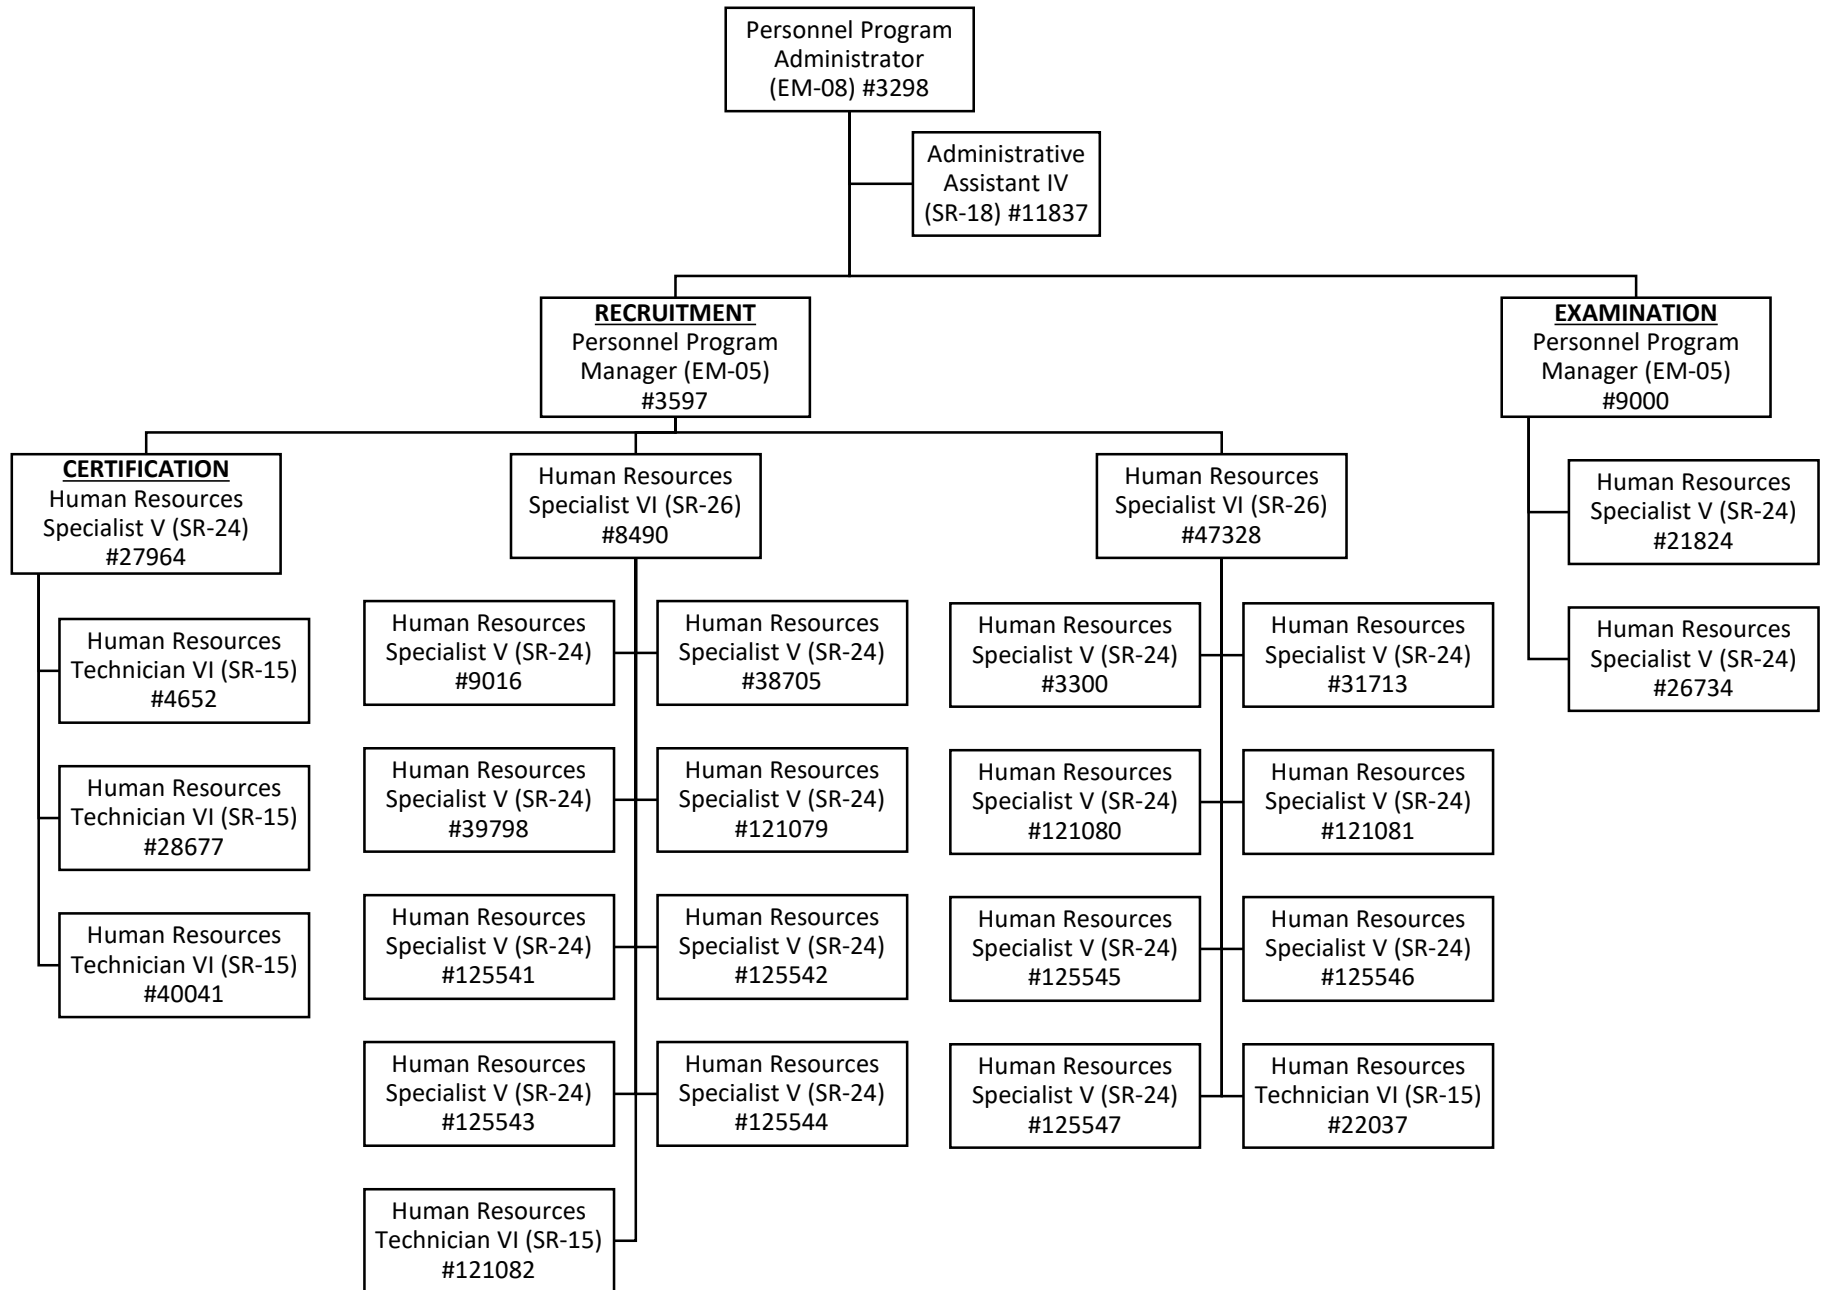 Personnel Program
Administrator
(EM-08) #3298
Administrative
Assistant IV
(SR-18) #11837
RECRUITMENT
Personnel Program
Manager (EM-05)
#3597
EXAMINATION
Personnel Program
Manager (EM-05)
#9000
CERTIFICATION
Human Resources
Specialist V (SR-24)
#27964
Human Resources
Specialist VI (SR-26)
#8490
Human Resources
Specialist VI (SR-26)
#47328
Human Resources
Specialist V (SR-24)
#21824
Human Resources
Specialist V (SR-24)
#26734
Human Resources
Technician VI (SR-15)
#4652
Human Resources
Technician VI (SR-15)
#28677
Human Resources
Technician VI (SR-15)
#40041
Human Resources
Specialist V (SR-24)
#9016
Human Resources
Specialist V (SR-24)
#38705
Human Resources
Specialist V (SR-24)
#39798
Human Resources
Specialist V (SR-24)
#121079
Human Resources
Specialist V (SR-24)
#125541
Human Resources
Specialist V (SR-24)
#125542
Human Resources
Specialist V (SR-24)
#125543
Human Resources
Specialist V (SR-24)
#125544
Human Resources
Technician VI (SR-15)
#121082
Human Resources
Specialist V (SR-24)
#3300
Human Resources
Specialist V (SR-24)
#31713
Human Resources
Specialist V (SR-24)
#121080
Human Resources
Specialist V (SR-24)
#121081
Human Resources
Specialist V (SR-24)
#125545
Human Resources
Specialist V (SR-24)
#125546
Human Resources
Specialist V (SR-24)
#125547
Human Resources
Technician VI (SR-15)
#22037